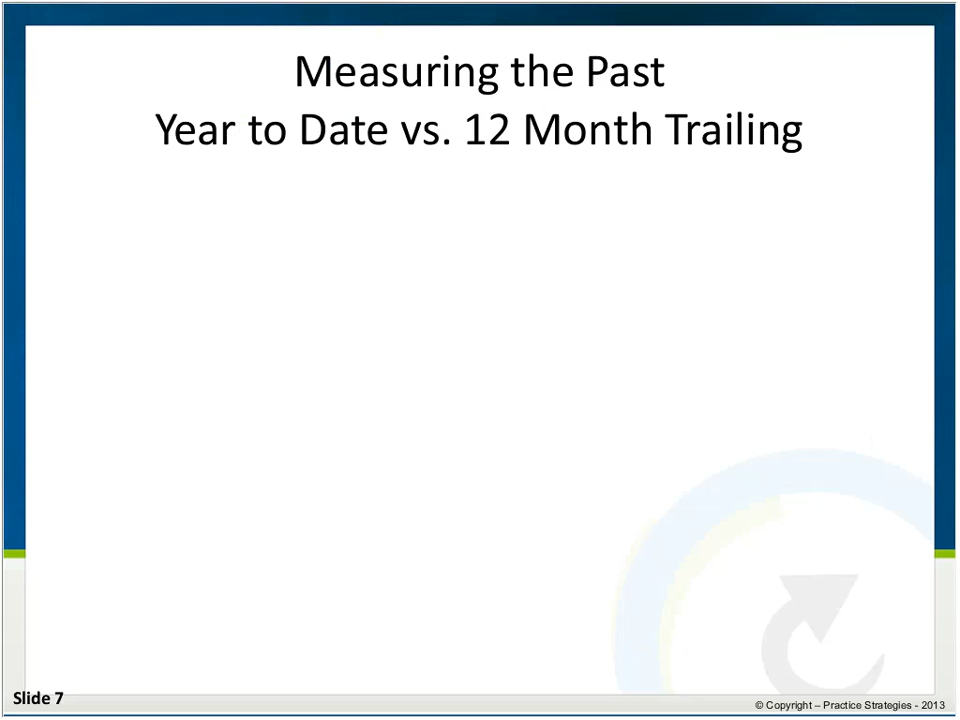 Measuring the Past
Year to Date vs. 12 Month Trailing
Slide 7
© Copyright – Practice Strategies - 2013